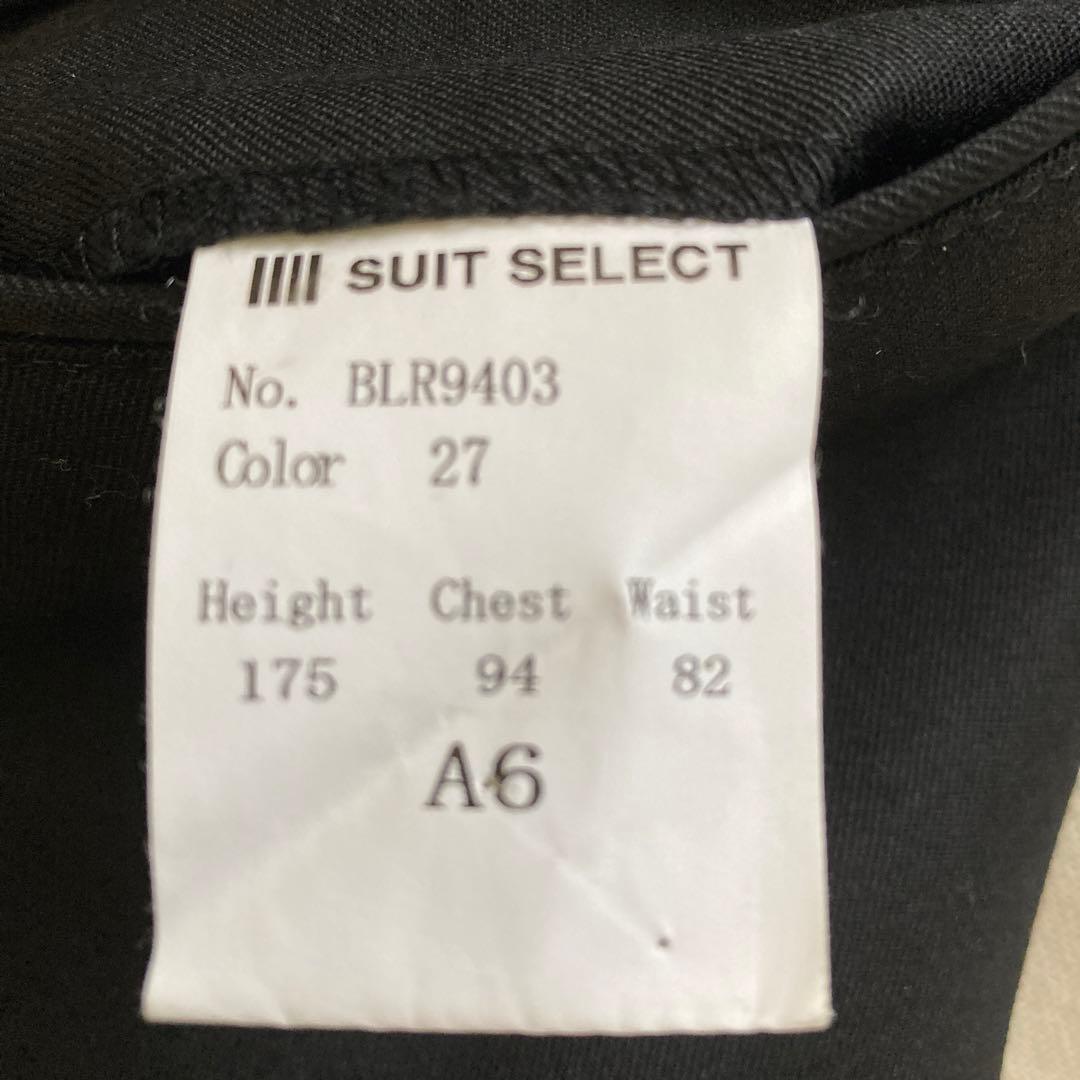 SUIT SELECT
No. BLR9403
Color 27
Height Chest Waist
175 94 82
A6